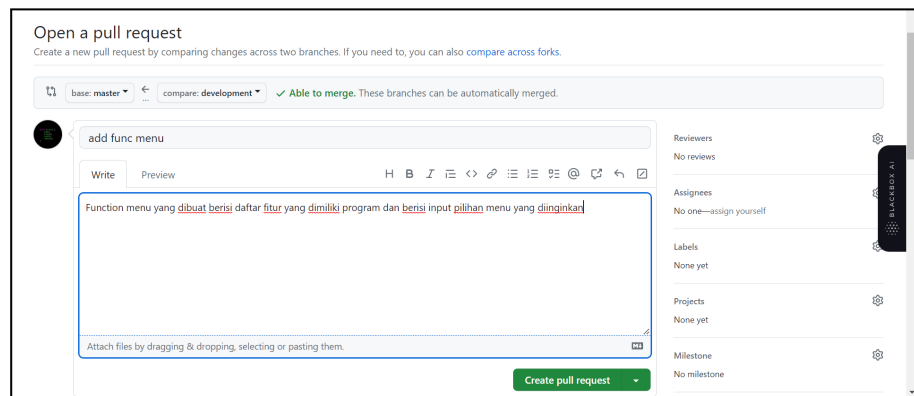 Open a pull request
Create a new pull request by comparing changes across two branches. If you need to, you can also compare across forks.
base: master ← ... compare: development ✓ Able to merge. These branches can be automatically merged.
add func menu
Write Preview
Function menu yang dibuat berisi daftar fitur yang dimiliki program dan berisi input pilihan menu yang diinginkan
Attach files by dragging & dropping, selecting or pasting them.
Create pull request
Reviewers
No reviews
Assignees
No one—assign yourself
Labels
None yet
Projects
None yet
Milestone
No milestone
BLACKBOX AI